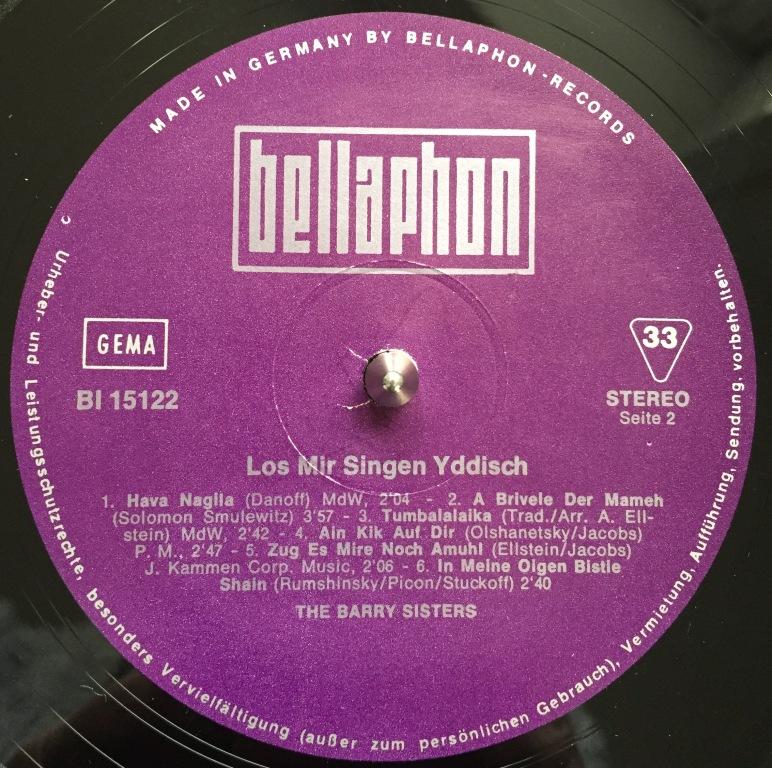 MADE IN GERMANY BY BELLAPHON-RECORDS
bellaphon
GEMA
BI 15122
33
STEREO
Seite 2
Los Mir Singen Yddisch
1. Hava Naglia (Danoff) MdW, 2'04 - 2. A Brivele Der Mameh
(Solomon Smulewitz) 3'57 - 3. Tumbalalaika (Trad./Arr. A. Ell-
stein) MdW, 2'42 - 4. Ain Kik Auf Dir (Olshanetsky/Jacobs)
P. M., 2'47 - 5. Zug Es Mire Noch Amuhl (Ellstein/Jacobs)
J. Kammen Corp. Music, 2'06 - 6. In Meine Oigen Bistie
Shain (Rumshinsky/Picon/Stuckoff) 2'40
THE BARRY SISTERS
Urheber- und Leistungsschutzrechte, besonders Vervielfältigung (außer zum persönlichen Gebrauch), Vermietung, Aufführung, Sendung, vorbehalten.